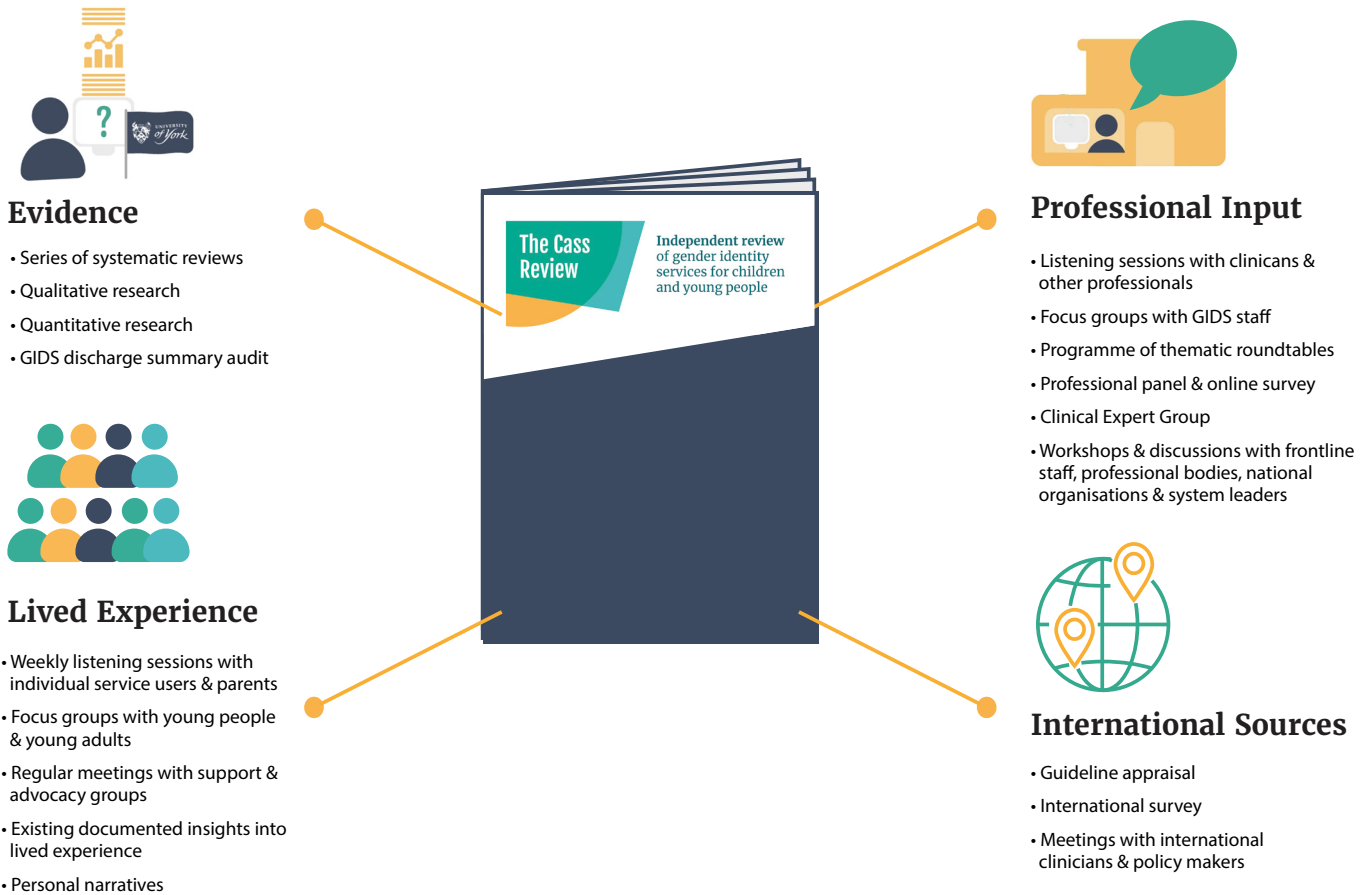 ?
UNIVERSITY
of York
Evidence
• Series of systematic reviews
• Qualitative research
• Quantitative research
• GIDS discharge summary audit
Lived Experience
• Weekly listening sessions with
individual service users & parents
• Focus groups with young people
& young adults
• Regular meetings with support &
advocacy groups
• Existing documented insights into
lived experience
• Personal narratives
The Cass
Review
Independent review
of gender identity
services for children
and young people
Professional Input
• Listening sessions with clinicans &
other professionals
• Focus groups with GIDS staff
• Programme of thematic roundtables
• Professional panel & online survey
• Clinical Expert Group
• Workshops & discussions with frontline
staff, professional bodies, national
organisations & system leaders
International Sources
• Guideline appraisal
• International survey
• Meetings with international
clinicians & policy makers